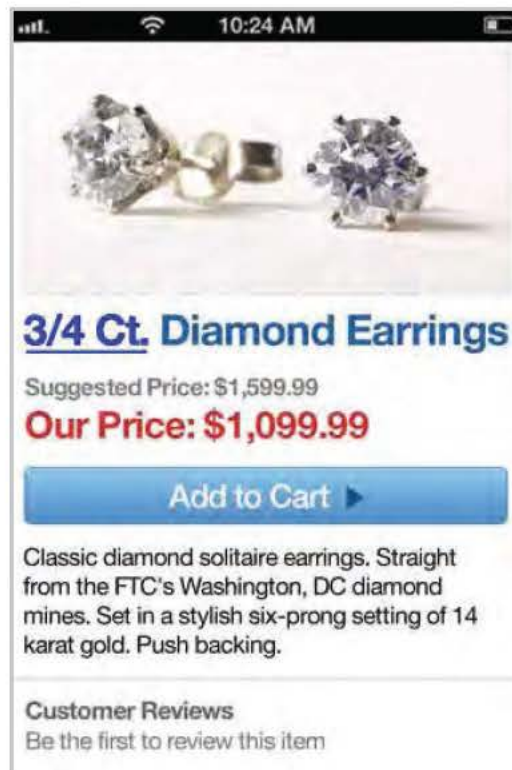 10:24 AM
3/4 Ct. Diamond Earrings
Suggested Price: $1,599.99
Our Price: $1,099.99
Add to Cart
Classic diamond solitaire earrings. Straight
from the FTC's Washington, DC diamond
mines. Set in a stylish six-prong setting of 14
karat gold. Push backing.
Customer Reviews
Be the first to review this item